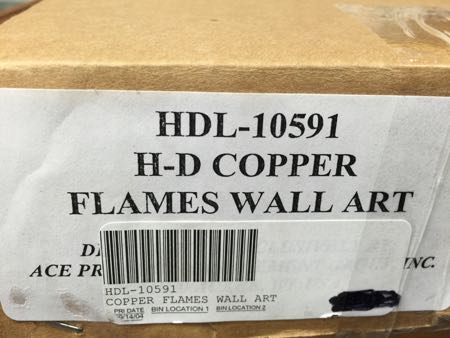 HDL-10591
H-D COPPER
FLAMES WALL ART
ACE INC.
HDL-10591
COPPER FLAMES WALL ART
PRI DATE BIN LOCATION 1 BIN LOCATION 2